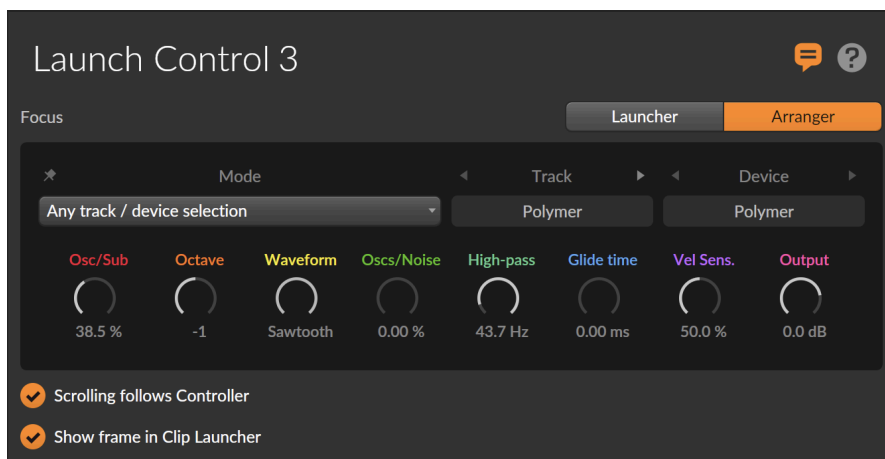 Launch Control 3
?
Focus Launcher Arranger
Mode Track Device
Any track / device selection Polymer Polymer
Osc/Sub Octave Waveform Oscs/Noise High-pass Glide time Vel Sens. Output
38.5 % -1 Sawtooth 0.00 % 43.7 Hz 0.00 ms 50.0 % 0.0 dB
Scrolling follows Controller
Show frame in Clip Launcher